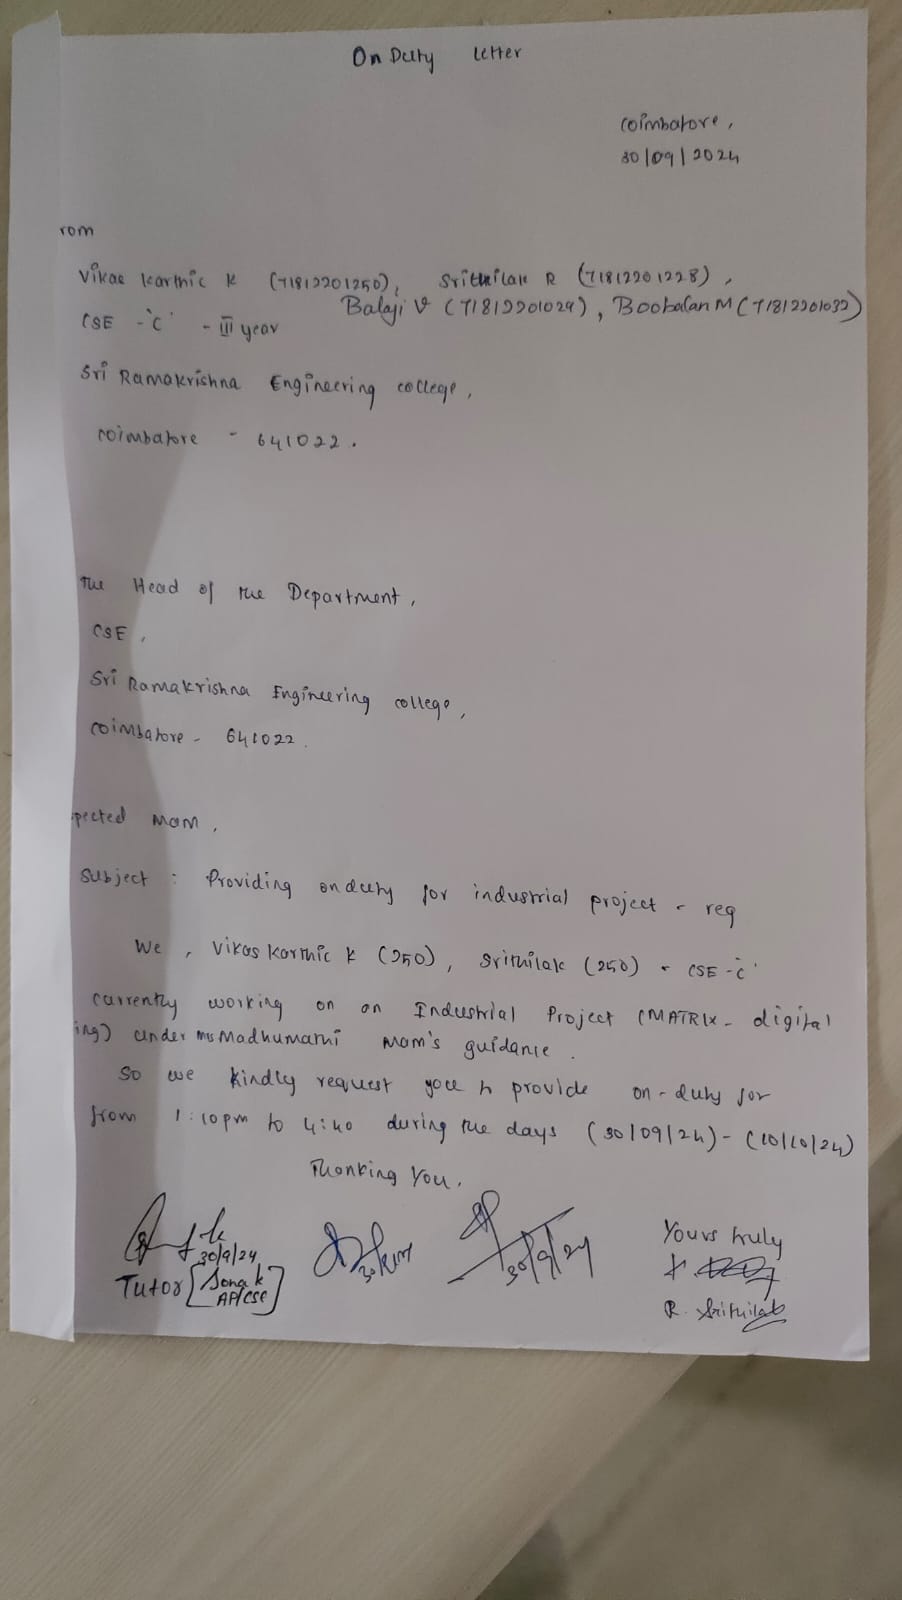 On Duty Letter
Coimbatore,
30/09/2024
rom
Vikas Karthic K (71812201250), Srithilak R (71812201228),
Balaji V (71812201029), Boobalan M (71812201032)
CSE - 'C' - III year
Sri Ramakrishna Engineering college,
coimbatore - 641022.
The Head of the Department,
CSE,
Sri Ramakrishna Engineering college,
coimbatore - 641022.
spected Mam,
Subject : Providing on duty for industrial project - req
We, Vikas Karthic K (250), Srithilak (250) - CSE - 'C'
currently working on an Industrial Project (MATRIX - digital
ing) under ms Madhumathi Mam's guidance.
So we kindly request you to provide on-duty for
from 1:10pm to 4:40 during the days (30/09/24) - (10/10/24)
Thanking You.
Yours truly
30/9/24
30/9/24
Tutor [Sona k
AP/CSE]
R. Srithilak